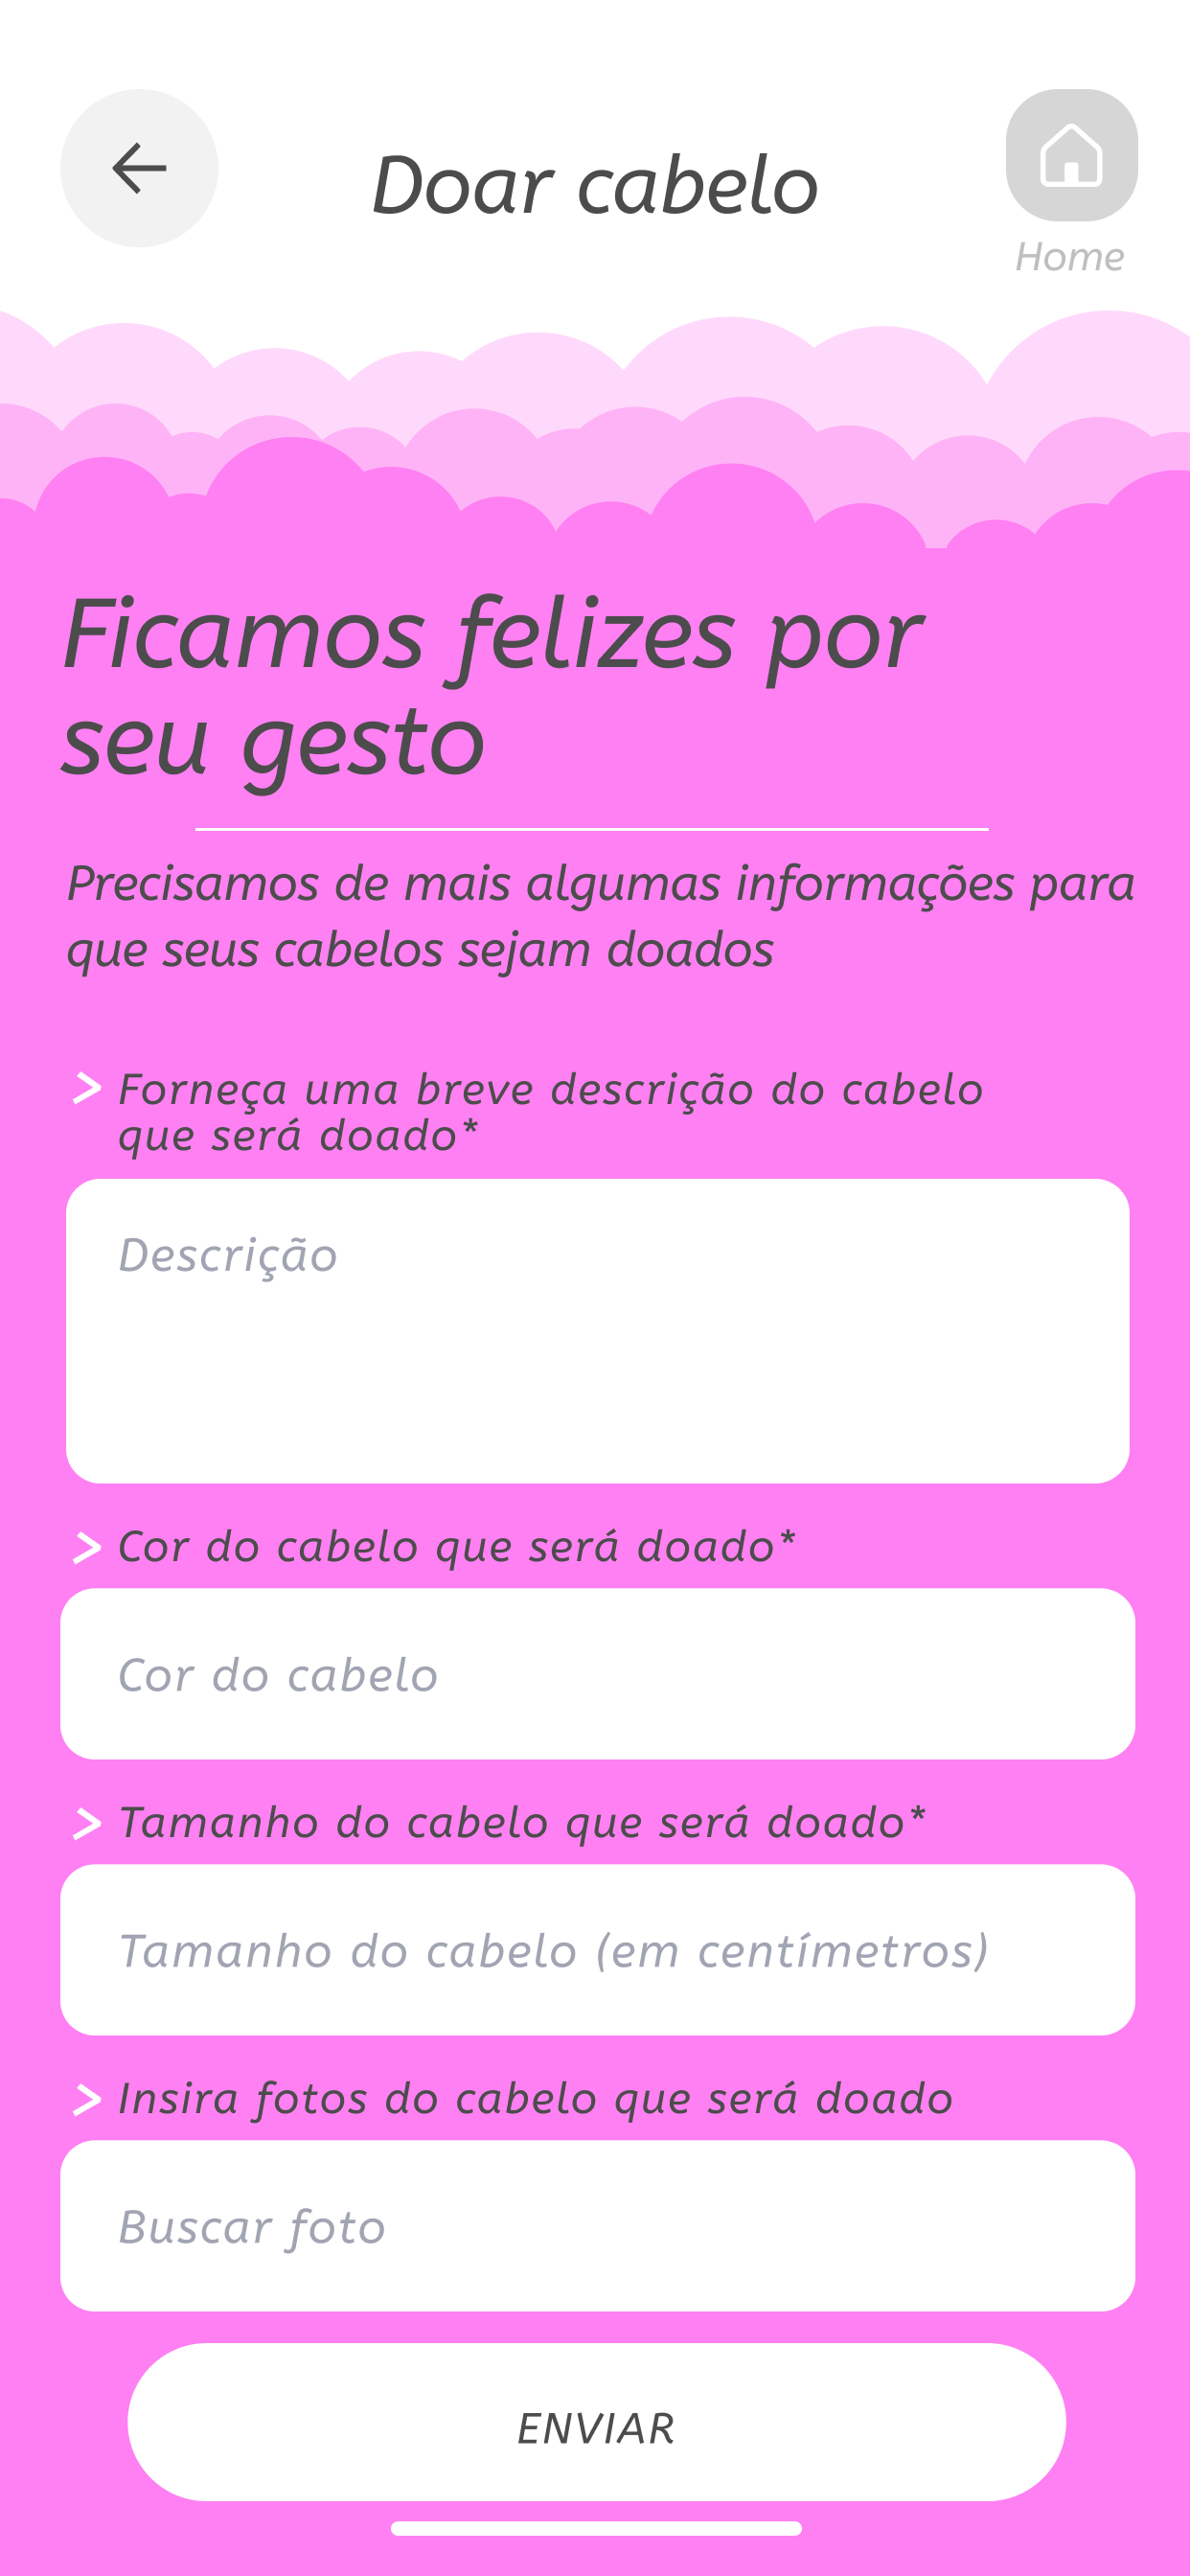 Doar cabelo
Home
Ficamos felizes por
seu gesto
Precisamos de mais algumas informações para
que seus cabelos sejam doados
> Forneça uma breve descrição do cabelo
que será doado*
Descrição
> Cor do cabelo que será doado*
Cor do cabelo
> Tamanho do cabelo que será doado*
Tamanho do cabelo (em centímetros)
> Insira fotos do cabelo que será doado
Buscar foto
ENVIAR